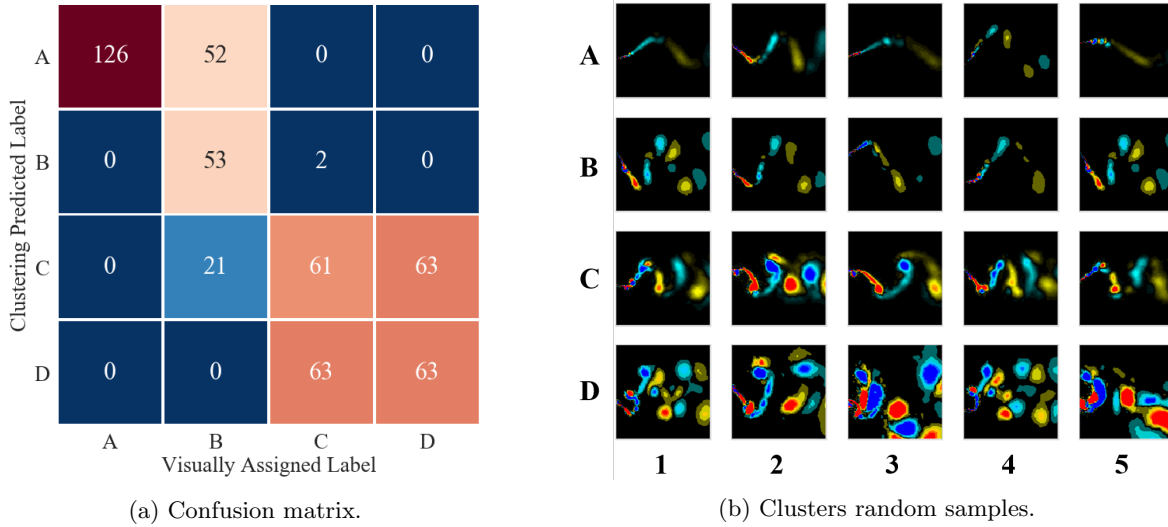 Clustering Predicted Label
A 126 52 0 0
B 0 53 2 0
C 0 21 61 63
D 0 0 63 63
A B C D
Visually Assigned Label
(a) Confusion matrix.
A
B
C
D
1 2 3 4 5
(b) Clusters random samples.